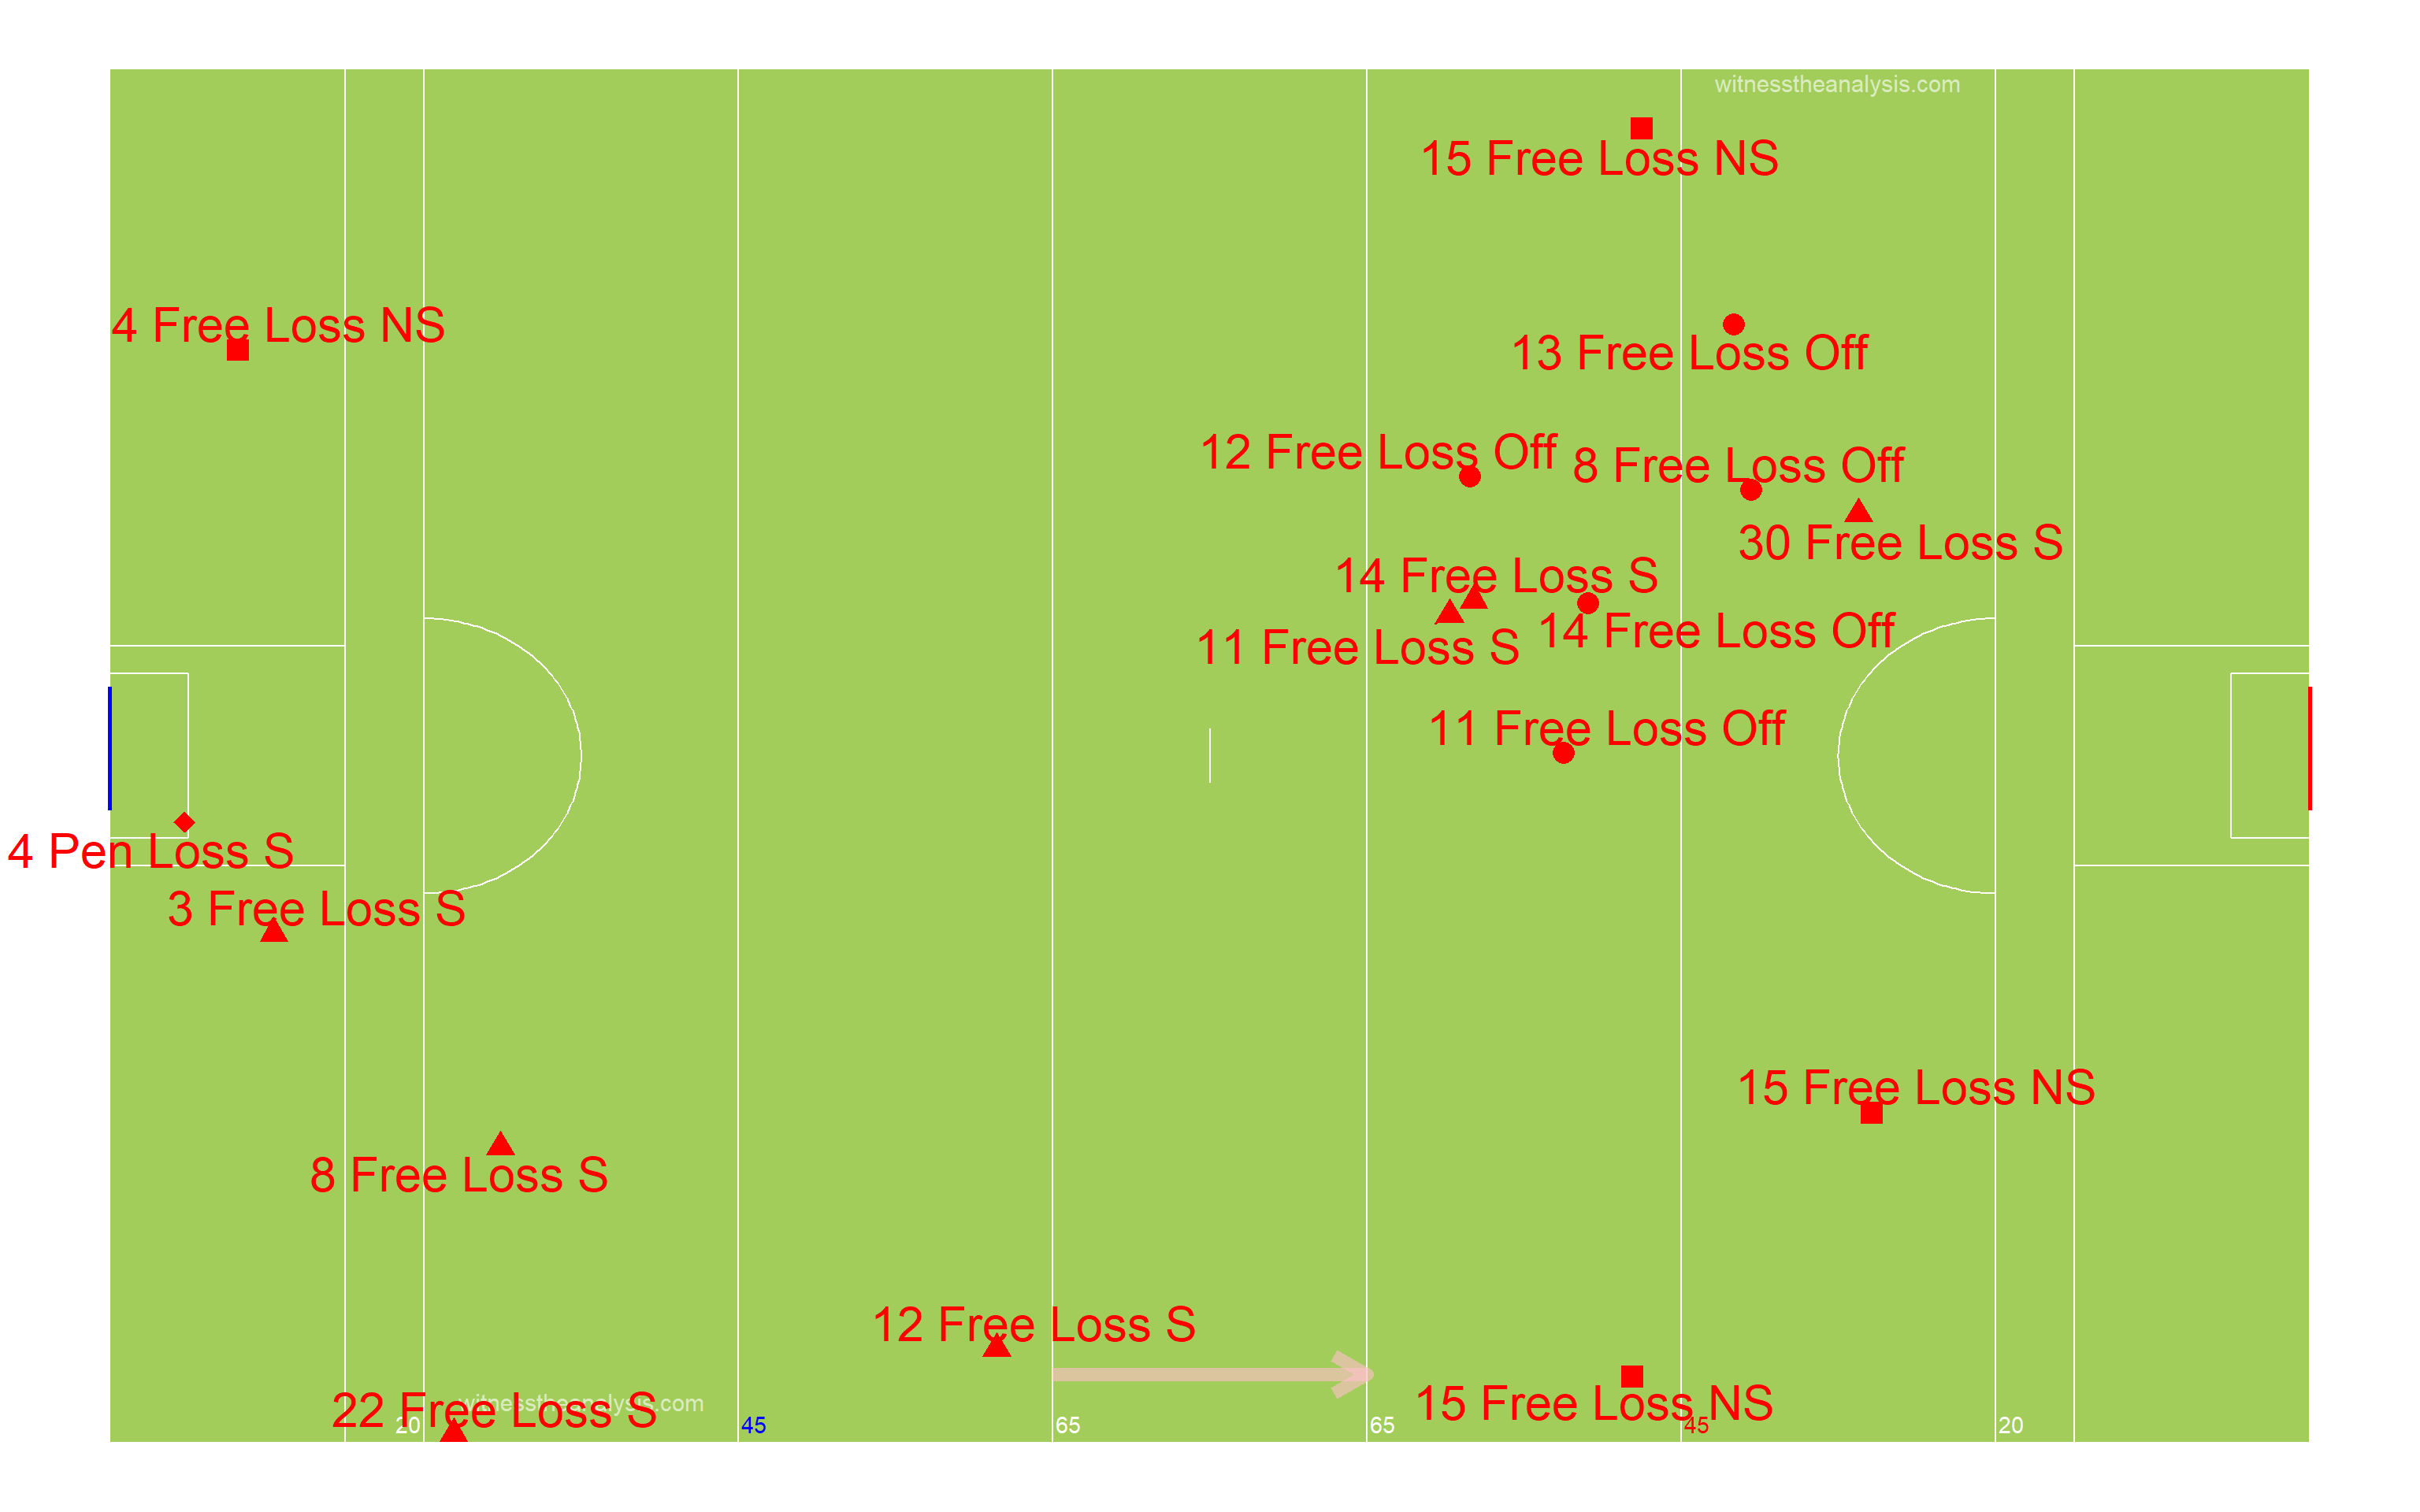 witnesstheanalysis.com
15 Free Loss NS
4 Free Loss NS
13 Free Loss Off
12 Free Loss Off
8 Free Loss Off
30 Free Loss S
14 Free Loss S
14 Free Loss Off
11 Free Loss S
11 Free Loss Off
4 Pen Loss S
3 Free Loss S
15 Free Loss NS
8 Free Loss S
12 Free Loss S
22 Free Loss S
witnesstheanalysis.com
15 Free Loss NS
20
45
65
65
45
20